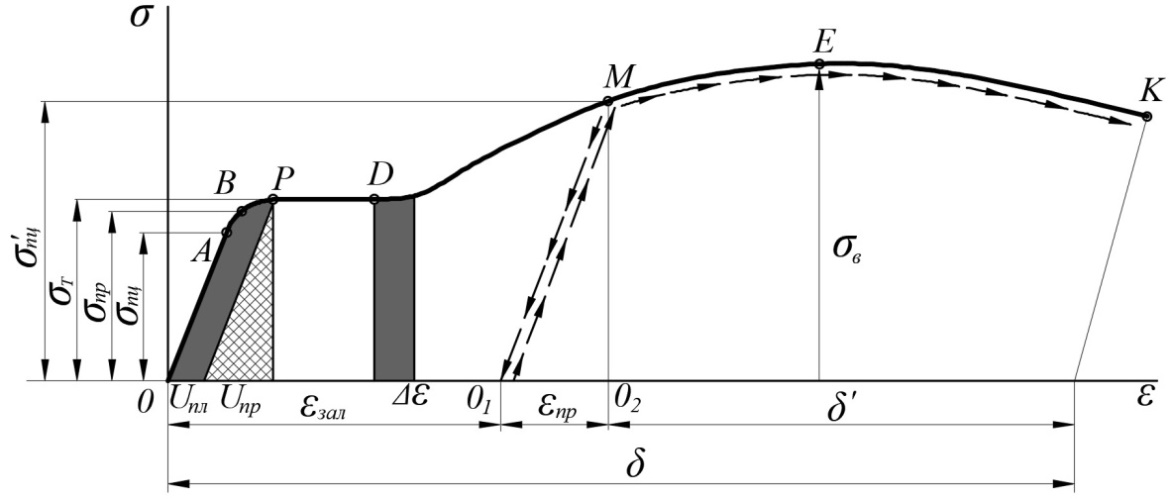 σ
E
M
K
B
P
D
A
σ'пц
σт
σпр
σпц
σв
0
Uпл
Uпр
εзал
Δε
0₁
εпр
0₂
δ'
ε
δ